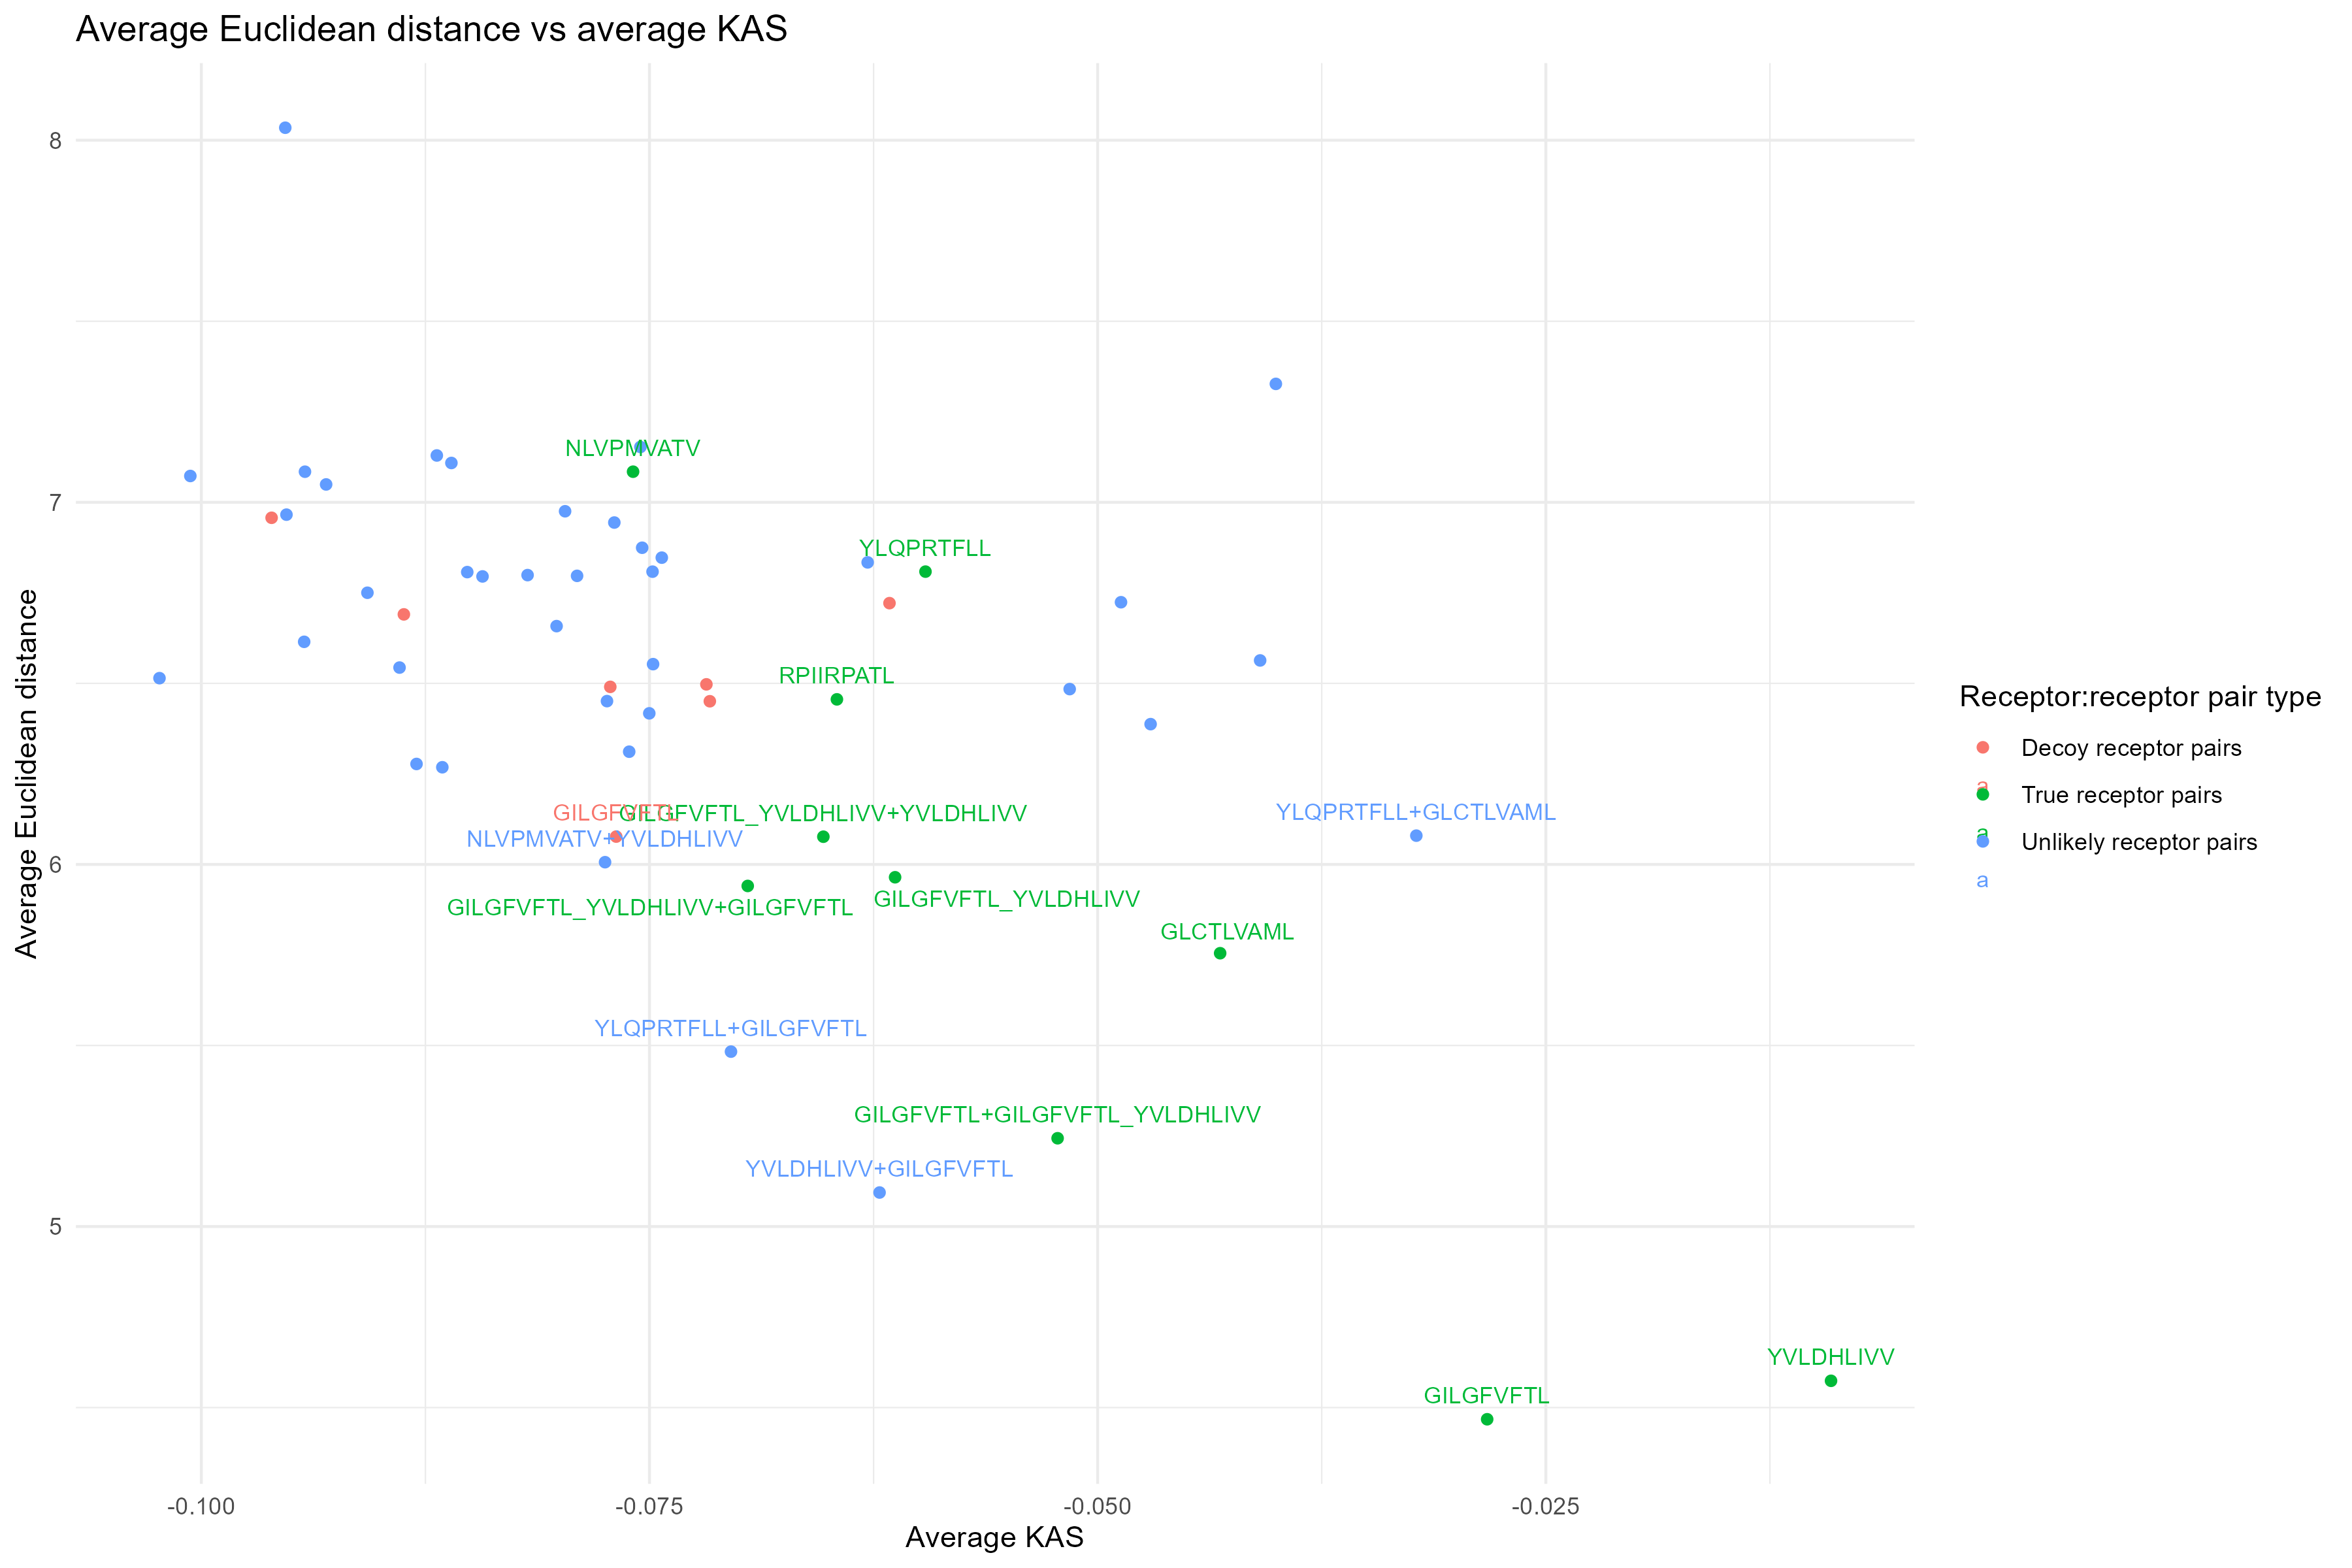 Average Euclidean distance vs average KAS
8
7
6
5
Average Euclidean distance
NLVPMVATV
YLQPRTFLL
RPIIRPATL
GILGFVFTL
GILGFVFTL_YVLDHLIVV+YVLDHLIVV
YLQPRTFLL+GLCTLVAML
NLVPMVATV+YVLDHLIVV
GILGFVFTL_YVLDHLIVV+GILGFVFTL
GILGFVFTL_YVLDHLIVV
GLCTLVAML
YLQPRTFLL+GILGFVFTL
GILGFVFTL+GILGFVFTL_YVLDHLIVV
YVLDHLIVV+GILGFVFTL
YVLDHLIVV
GILGFVFTL
-0.100
-0.075
-0.050
-0.025
Average KAS
Receptor:receptor pair type
Decoy receptor pairs
a
True receptor pairs
a
Unlikely receptor pairs
a